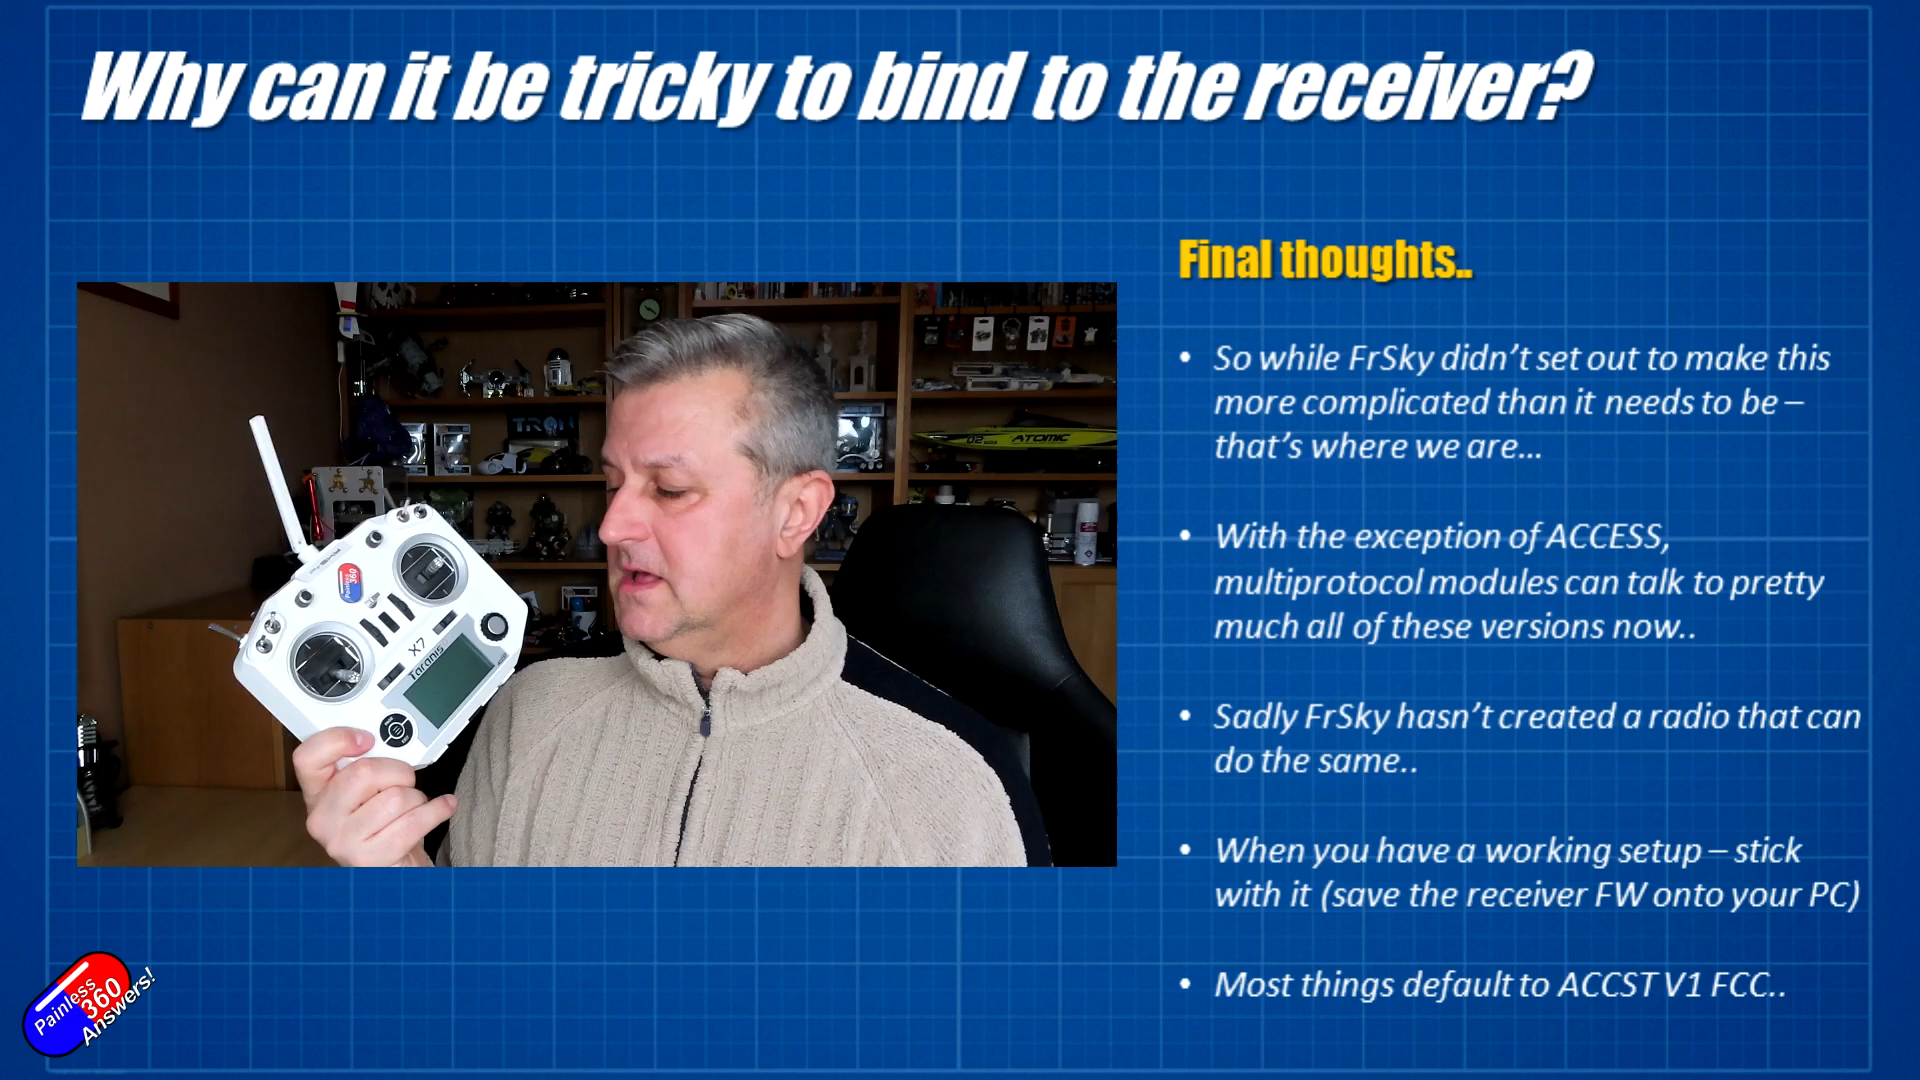 Why can it be tricky to bind to the receiver?
Final thoughts..
• So while FrSky didn't set out to make this
more complicated than it needs to be –
that's where we are...
• With the exception of ACCESS,
multiprotocol modules can talk to pretty
much all of these versions now..
• Sadly FrSky hasn't created a radio that can
do the same..
• When you have a working setup – stick
with it (save the receiver FW onto your PC)
• Most things default to ACCST V1 FCC..
TRON
02
ATOMIC
Painless
360
X7
Taranis
Painless
360
Answers!